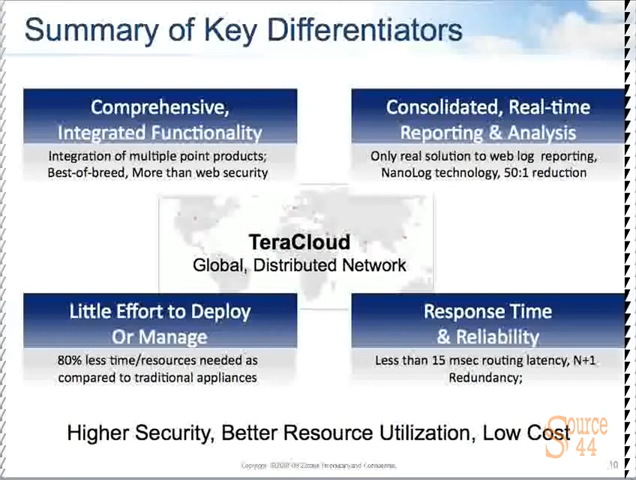 Summary of Key Differentiators
Comprehensive,
Integrated Functionality
Integration of multiple point products;
Best-of-breed, More than web security
Consolidated, Real-time
Reporting & Analysis
Only real solution to web log reporting,
NanoLog technology, 50:1 reduction
TeraCloud
Global, Distributed Network
Little Effort to Deploy
Or Manage
80% less time/resources needed as
compared to traditional appliances
Response Time
& Reliability
Less than 15 msec routing latency, N+1
Redundancy;
Higher Security, Better Resource Utilization, Low Cost
Source
44
10